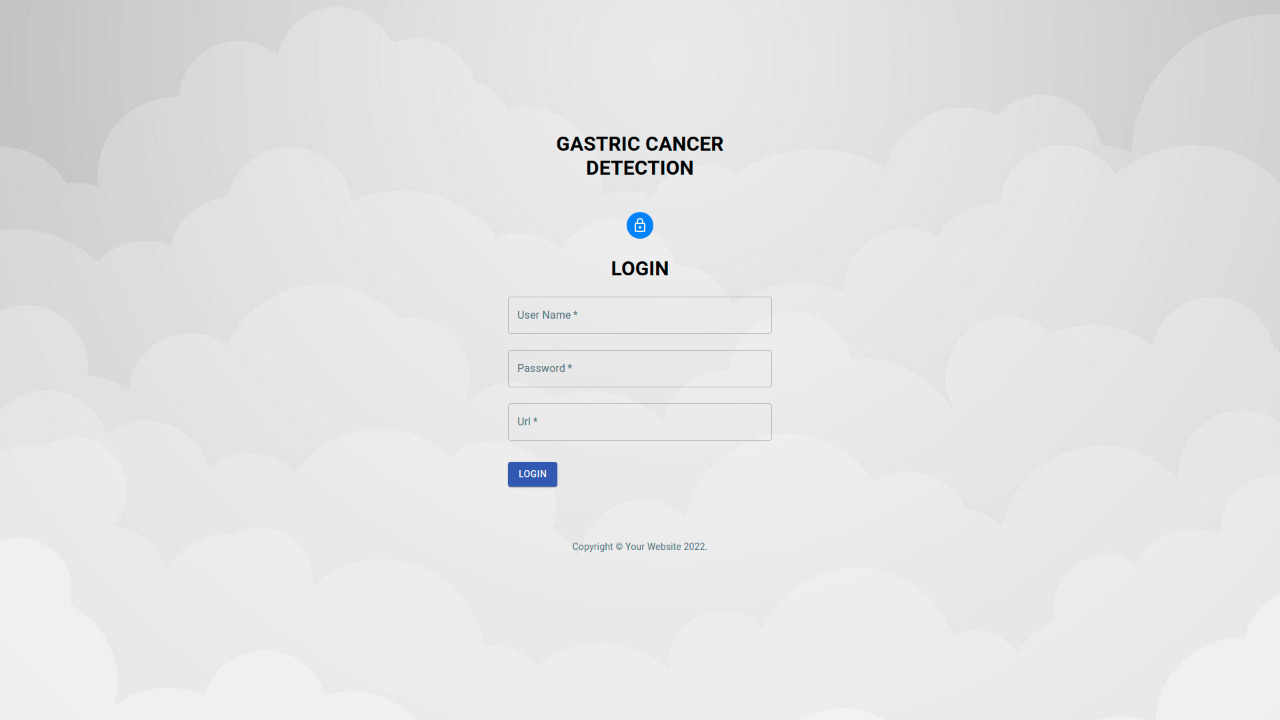 GASTRIC CANCER
DETECTION
LOGIN
User Name *
Password *
Url *
LOGIN
Copyright © Your Website 2022.